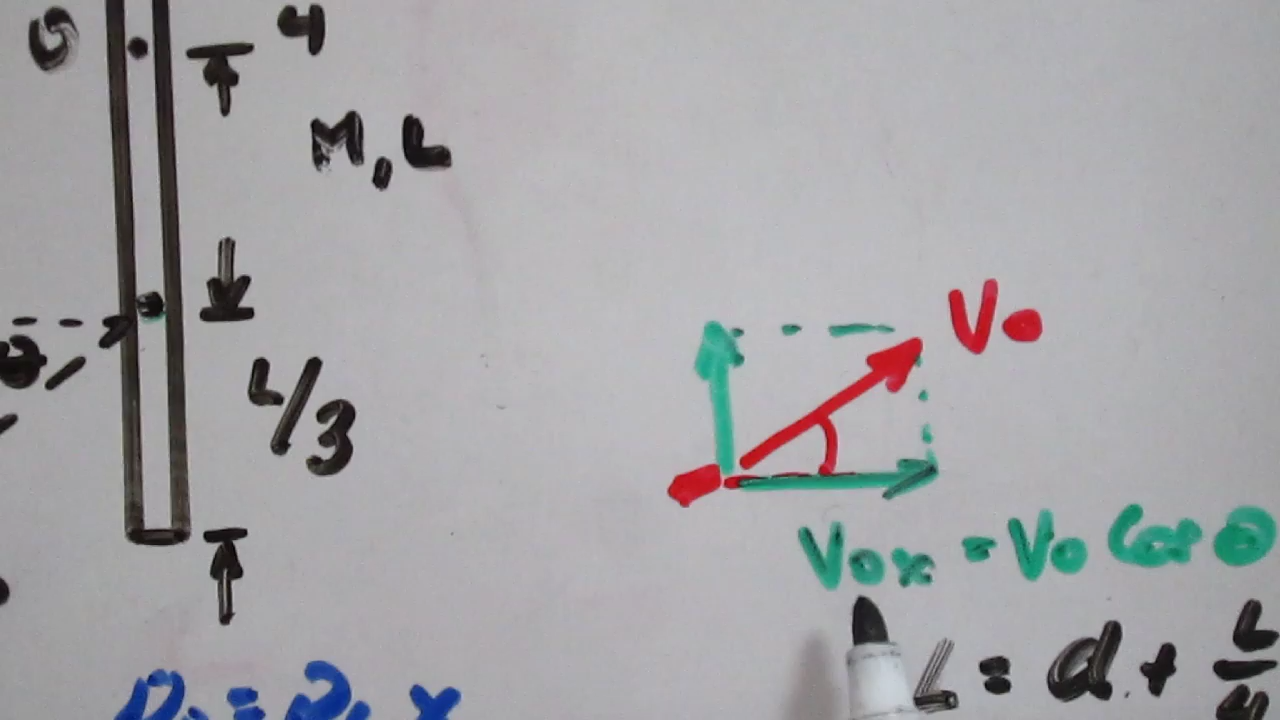 O
4
M, L
L/3
Vo
Vox = Vo Cos θ
L = d + L/4